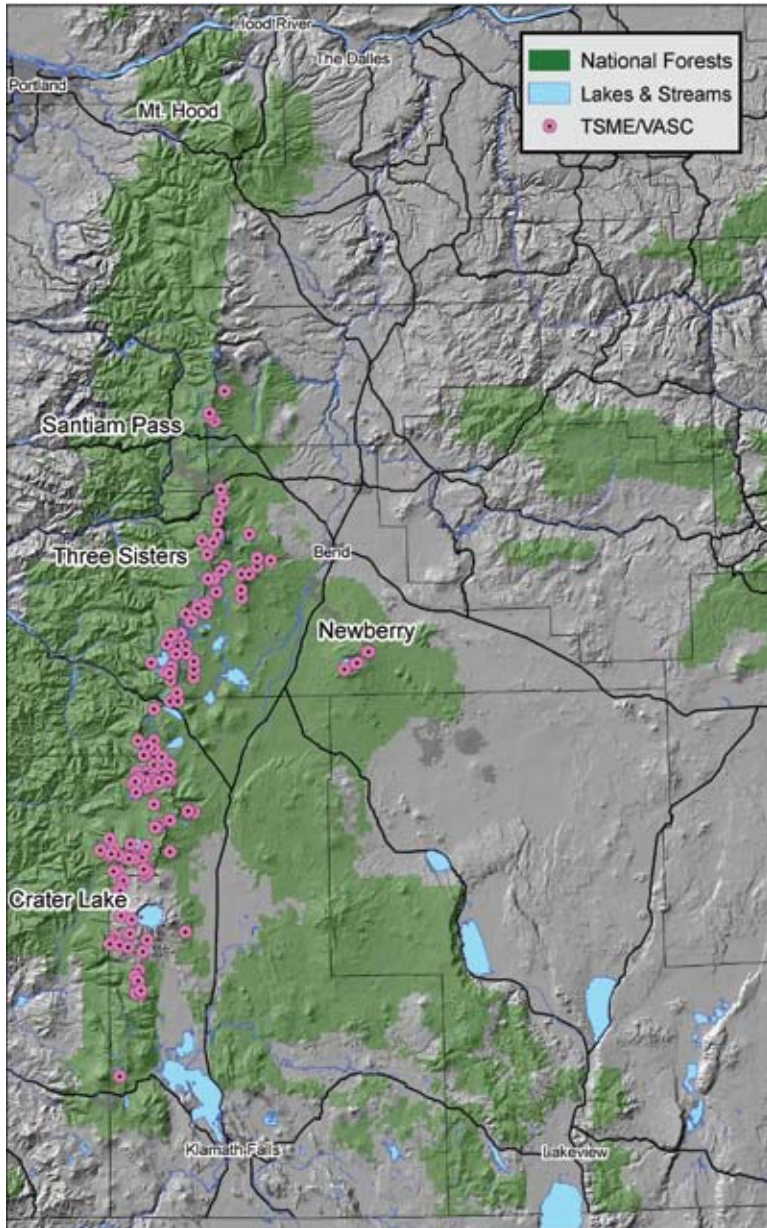 Hood River
The Dalles
Portland
Mt. Hood
National Forests
Lakes & Streams
TSME/VASC
Santiam Pass
Three Sisters
Bend
Newberry
Crater Lake
Klamath Falls
Lakeview